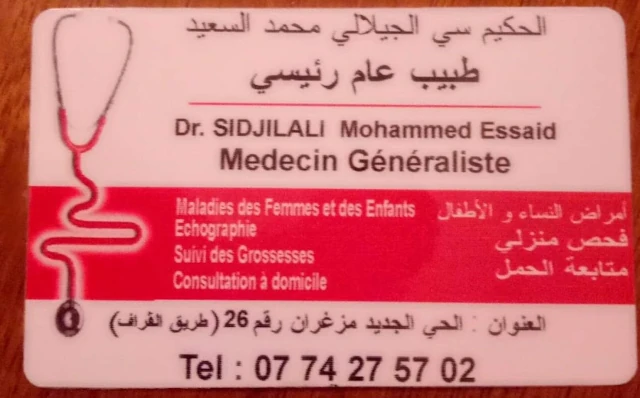 الحكيم سي الجيلالي محمد السعيد
طبيب عام رئيسي
Dr. SIDJILALI Mohammed Essaid
Medecin Généraliste
Maladies des Femmes et des Enfants أمراض النساء و الأطفال
Echographie فحص منزلي
Suivi des Grossesses متابعة الحمل
Consultation à domicile
العنوان : الحي الجديد مزغران رقم 26 (طريق القراف)
Tel : 07 74 27 57 02